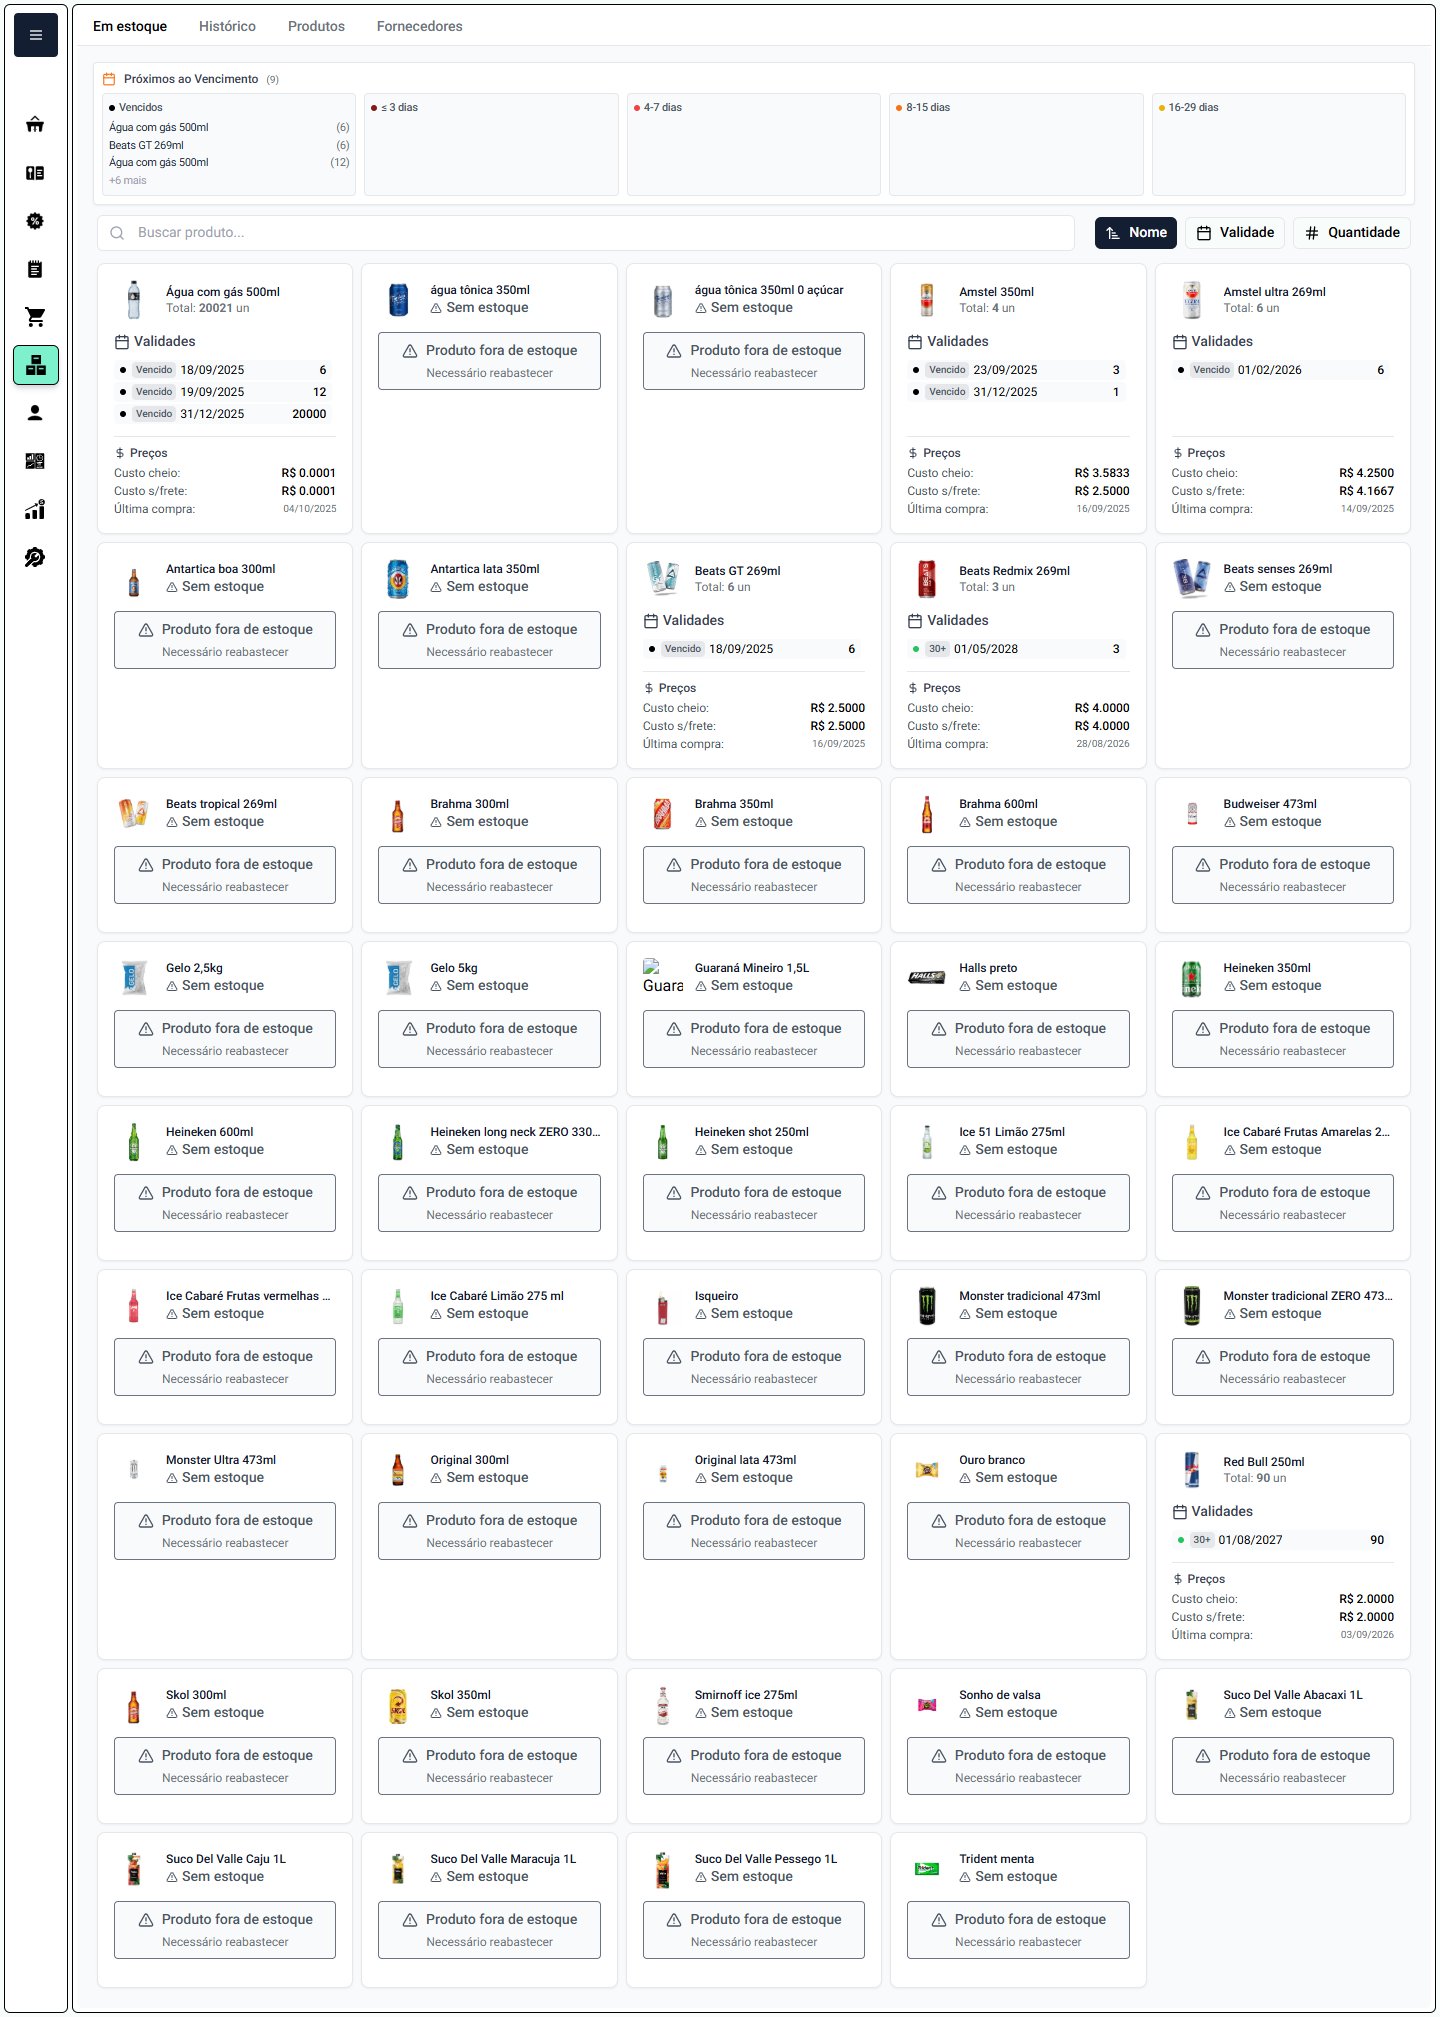 Em estoque
Histórico
Produtos
Fornecedores
Próximos ao Vencimento (9)
Vencidos
Água com gás 500ml (6)
Beats GT 269ml (6)
Água com gás 500ml (12)
+6 mais
≤ 3 dias
4-7 dias
8-15 dias
16-29 dias
Buscar produto...
Nome
Validade
Quantidade
Água com gás 500ml
Total: 20021 un
Validades
Vencido 18/09/2025 6
Vencido 19/09/2025 12
Vencido 31/12/2025 20000
Preços
Custo cheio: R$ 0.0001
Custo s/frete: R$ 0.0001
Última compra: 04/10/2025
água tônica 350ml
Sem estoque
Produto fora de estoque
Necessário reabastecer
água tônica 350ml 0 açúcar
Sem estoque
Produto fora de estoque
Necessário reabastecer
Amstel 350ml
Total: 4 un
Validades
Vencido 23/09/2025 3
Vencido 31/12/2025 1
Preços
Custo cheio: R$ 3.5833
Custo s/frete: R$ 2.5000
Última compra: 16/09/2025
Amstel ultra 269ml
Total: 6 un
Validades
Vencido 01/02/2026 6
Preços
Custo cheio: R$ 4.2500
Custo s/frete: R$ 4.1667
Última compra: 14/09/2025
Antartica boa 300ml
Sem estoque
Produto fora de estoque
Necessário reabastecer
Antartica lata 350ml
Sem estoque
Produto fora de estoque
Necessário reabastecer
Beats GT 269ml
Total: 6 un
Validades
Vencido 18/09/2025 6
Preços
Custo cheio: R$ 2.5000
Custo s/frete: R$ 2.5000
Última compra: 16/09/2025
Beats Redmix 269ml
Total: 3 un
Validades
30+ 01/05/2028 3
Preços
Custo cheio: R$ 4.0000
Custo s/frete: R$ 4.0000
Última compra: 28/08/2026
Beats senses 269ml
Sem estoque
Produto fora de estoque
Necessário reabastecer
Beats tropical 269ml
Sem estoque
Produto fora de estoque
Necessário reabastecer
Brahma 300ml
Sem estoque
Produto fora de estoque
Necessário reabastecer
Brahma 350ml
Sem estoque
Produto fora de estoque
Necessário reabastecer
Brahma 600ml
Sem estoque
Produto fora de estoque
Necessário reabastecer
Budweiser 473ml
Sem estoque
Produto fora de estoque
Necessário reabastecer
Gelo 2,5kg
Sem estoque
Produto fora de estoque
Necessário reabastecer
Gelo 5kg
Sem estoque
Produto fora de estoque
Necessário reabastecer
Guara
Guaraná Mineiro 1,5L
Sem estoque
Produto fora de estoque
Necessário reabastecer
HALLS
Halls preto
Sem estoque
Produto fora de estoque
Necessário reabastecer
Heineken 350ml
Sem estoque
Produto fora de estoque
Necessário reabastecer
Heineken 600ml
Sem estoque
Produto fora de estoque
Necessário reabastecer
Heineken long neck ZERO 330...
Sem estoque
Produto fora de estoque
Necessário reabastecer
Heineken shot 250ml
Sem estoque
Produto fora de estoque
Necessário reabastecer
Ice 51 Limão 275ml
Sem estoque
Produto fora de estoque
Necessário reabastecer
Ice Cabaré Frutas Amarelas 2...
Sem estoque
Produto fora de estoque
Necessário reabastecer
Ice Cabaré Frutas vermelhas ...
Sem estoque
Produto fora de estoque
Necessário reabastecer
Ice Cabaré Limão 275 ml
Sem estoque
Produto fora de estoque
Necessário reabastecer
Isqueiro
Sem estoque
Produto fora de estoque
Necessário reabastecer
Monster tradicional 473ml
Sem estoque
Produto fora de estoque
Necessário reabastecer
Monster tradicional ZERO 473...
Sem estoque
Produto fora de estoque
Necessário reabastecer
Monster Ultra 473ml
Sem estoque
Produto fora de estoque
Necessário reabastecer
Original 300ml
Sem estoque
Produto fora de estoque
Necessário reabastecer
Original lata 473ml
Sem estoque
Produto fora de estoque
Necessário reabastecer
Ouro branco
Sem estoque
Produto fora de estoque
Necessário reabastecer
Red Bull 250ml
Total: 90 un
Validades
30+ 01/08/2027 90
Preços
Custo cheio: R$ 2.0000
Custo s/frete: R$ 2.0000
Última compra: 03/09/2026
Skol 300ml
Sem estoque
Produto fora de estoque
Necessário reabastecer
Skol 350ml
Sem estoque
Produto fora de estoque
Necessário reabastecer
Smirnoff ice 275ml
Sem estoque
Produto fora de estoque
Necessário reabastecer
Sonho de valsa
Sem estoque
Produto fora de estoque
Necessário reabastecer
Suco Del Valle Abacaxi 1L
Sem estoque
Produto fora de estoque
Necessário reabastecer
Suco Del Valle Caju 1L
Sem estoque
Produto fora de estoque
Necessário reabastecer
Suco Del Valle Maracuja 1L
Sem estoque
Produto fora de estoque
Necessário reabastecer
Suco Del Valle Pessego 1L
Sem estoque
Produto fora de estoque
Necessário reabastecer
Trident menta
Sem estoque
Produto fora de estoque
Necessário reabastecer